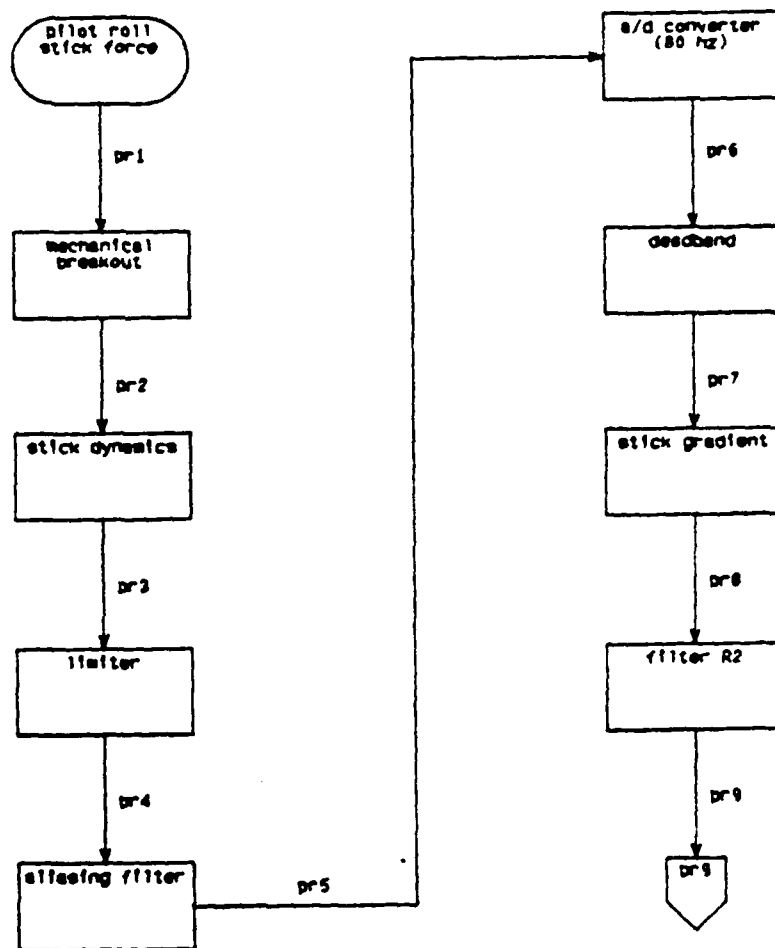 pilot roll
stick force
pr1
mechanical
breakout
pr2
stick dynamics
pr3
limiter
pr4
aliasing filter
pr5
a/d converter
(80 hz)
pr6
deadband
pr7
stick gradient
pr8
filter R2
pr9
pr9